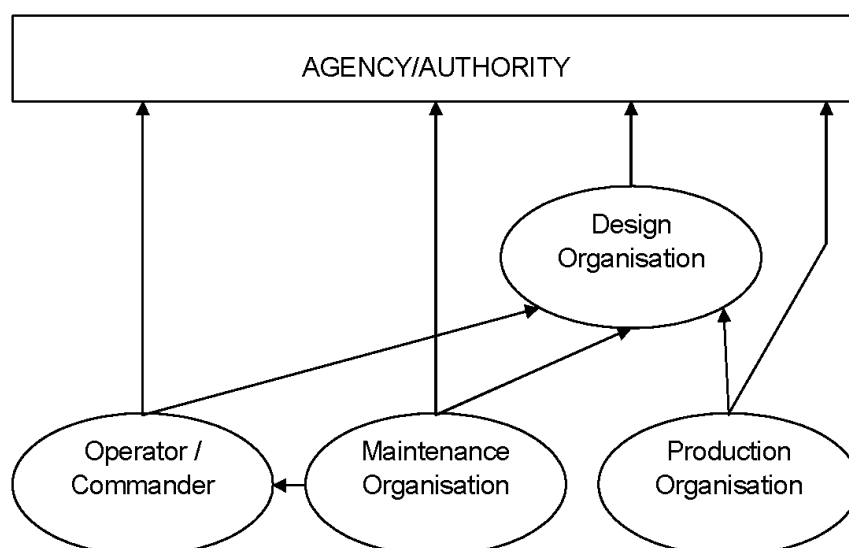 AGENCY/AUTHORITY
Design
Organisation
Operator /
Commander
Maintenance
Organisation
Production
Organisation